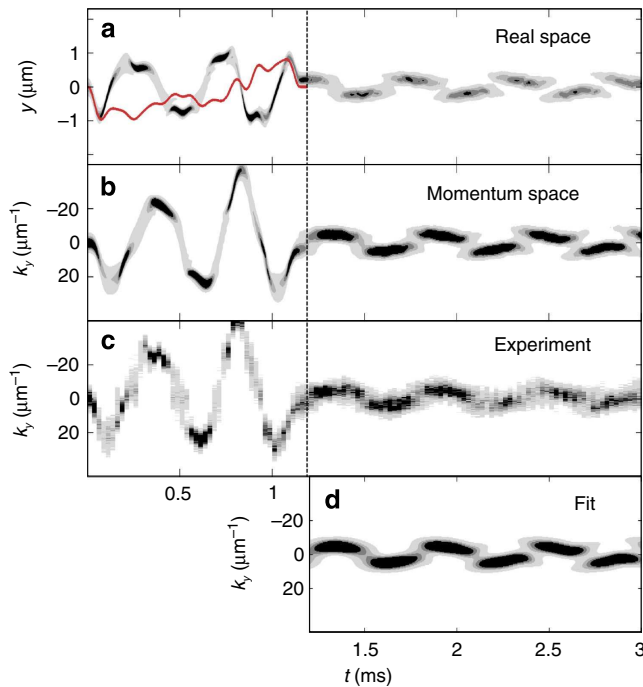 a
Real space
1
0
−1
y (μm)
b
Momentum space
−20
0
20
k_y (μm⁻¹)
c
Experiment
−20
0
20
k_y (μm⁻¹)
0.5
1
d
Fit
−20
0
20
k_y (μm⁻¹)
1.5
2
2.5
3
t (ms)